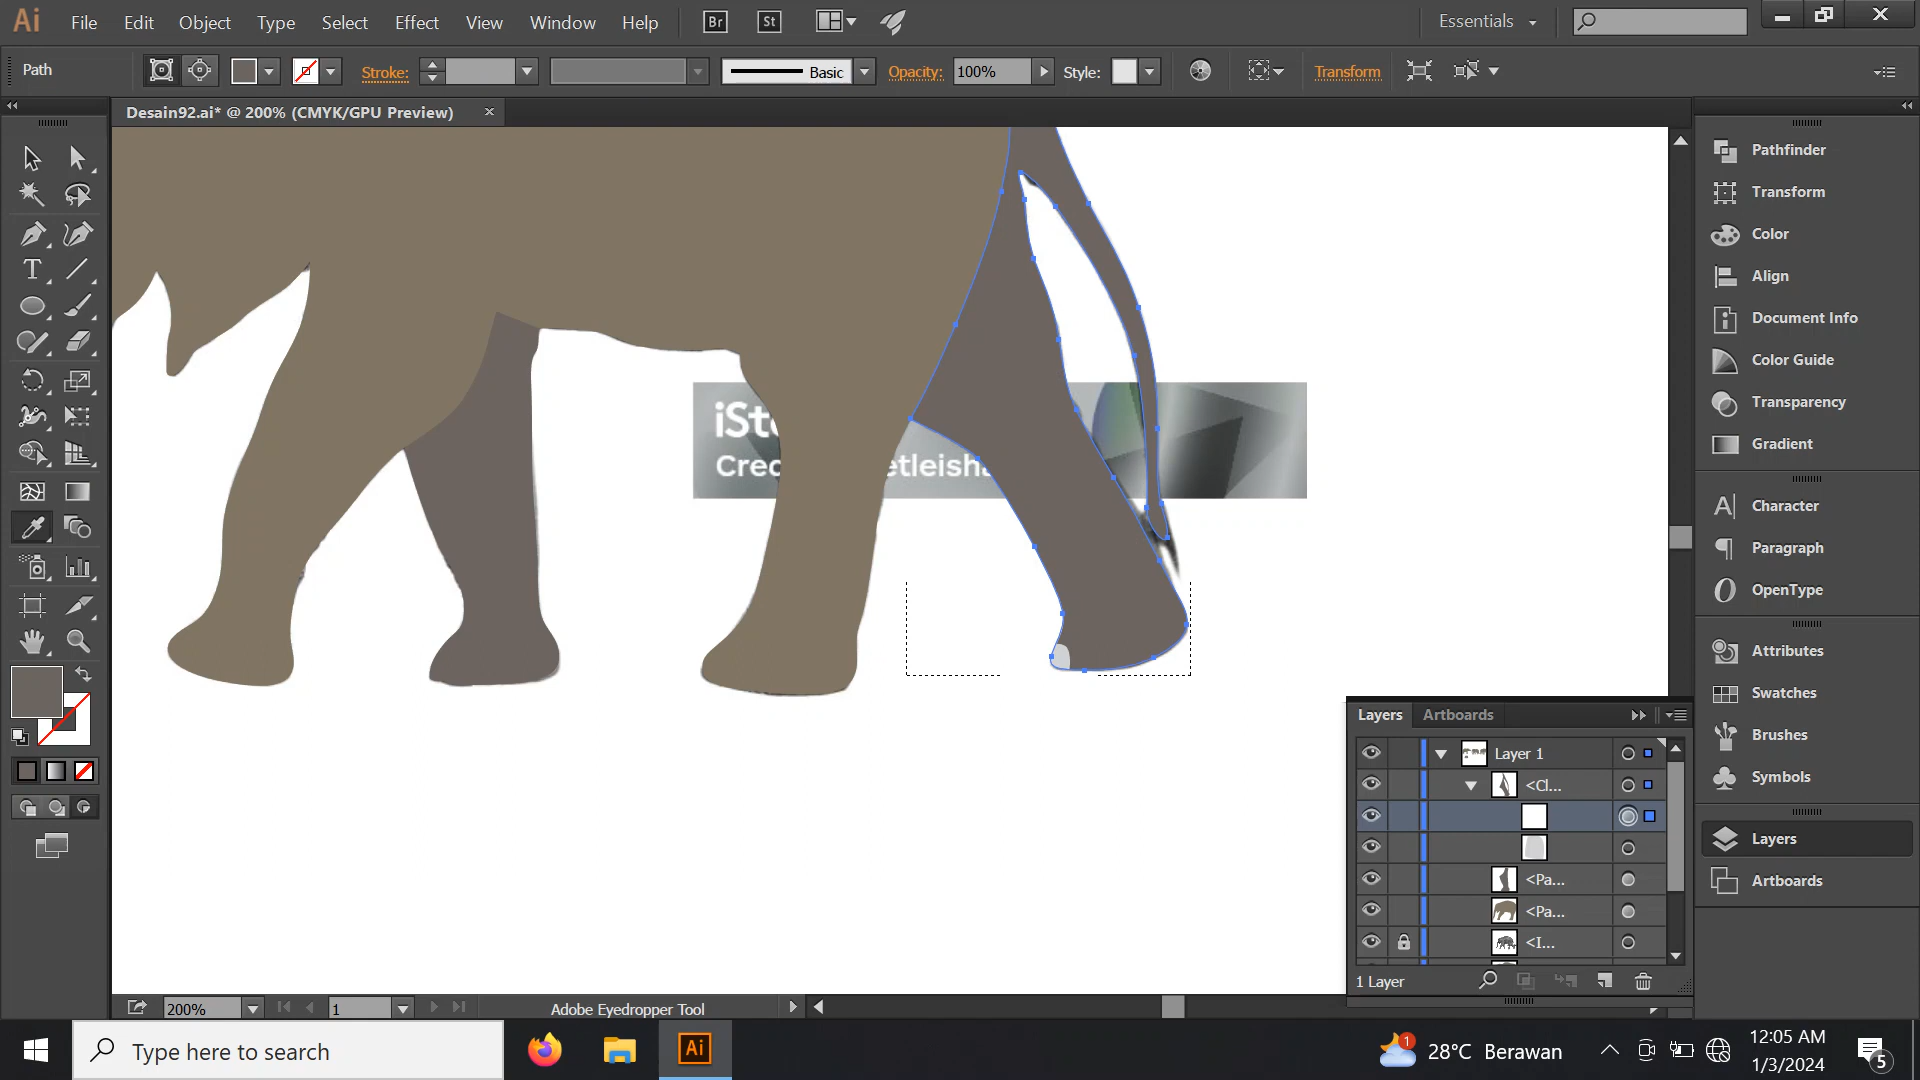 Ai File Edit Object Type Select Effect View Window Help Br St Essentials
Path Stroke: Basic Opacity: 100% Style: Transform
Desain92.ai* @ 200% (CMYK/GPU Preview)
Pathfinder
Transform
Color
Align
Document Info
Color Guide
Transparency
Gradient
Character
Paragraph
OpenType
Attributes
Swatches
Brushes
Symbols
Layers
Artboards
Layers Artboards
Layer 1
<Cl...
<Pa...
<Pa...
<I...
1 Layer
200% 1 Adobe Eyedropper Tool
Type here to search
Ai
1
28°C Berawan
12:05 AM
1/3/2024
5